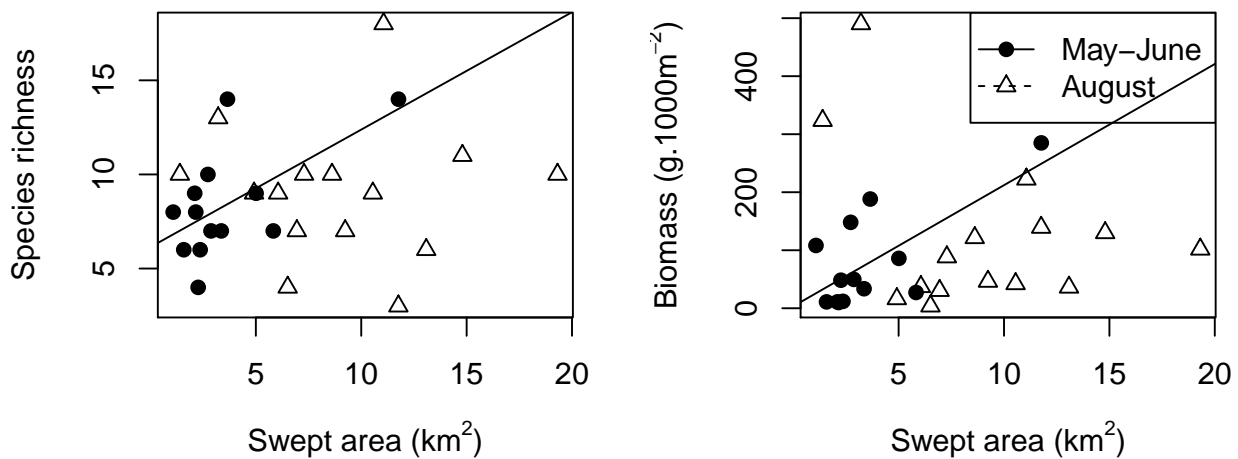 Species richness
15
10
5
5 10 15 20
Swept area (km²)
Biomass (g.1000m⁻²)
400
200
0
5 10 15 20
Swept area (km²)
May−June
August